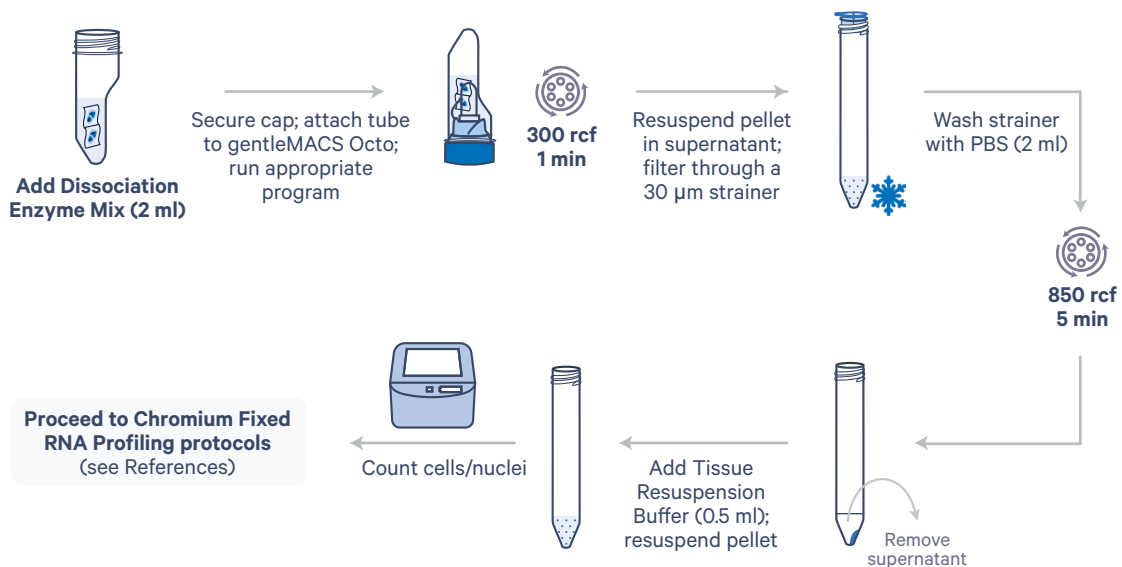 Add Dissociation
Enzyme Mix (2 ml)
Secure cap; attach tube
to gentleMACS Octo;
run appropriate
program
300 rcf
1 min
Resuspend pellet
in supernatant;
filter through a
30 µm strainer
Wash strainer
with PBS (2 ml)
850 rcf
5 min
Remove
supernatant
Add Tissue
Resuspension
Buffer (0.5 ml);
resuspend pellet
Count cells/nuclei
Proceed to Chromium Fixed
RNA Profiling protocols
(see References)